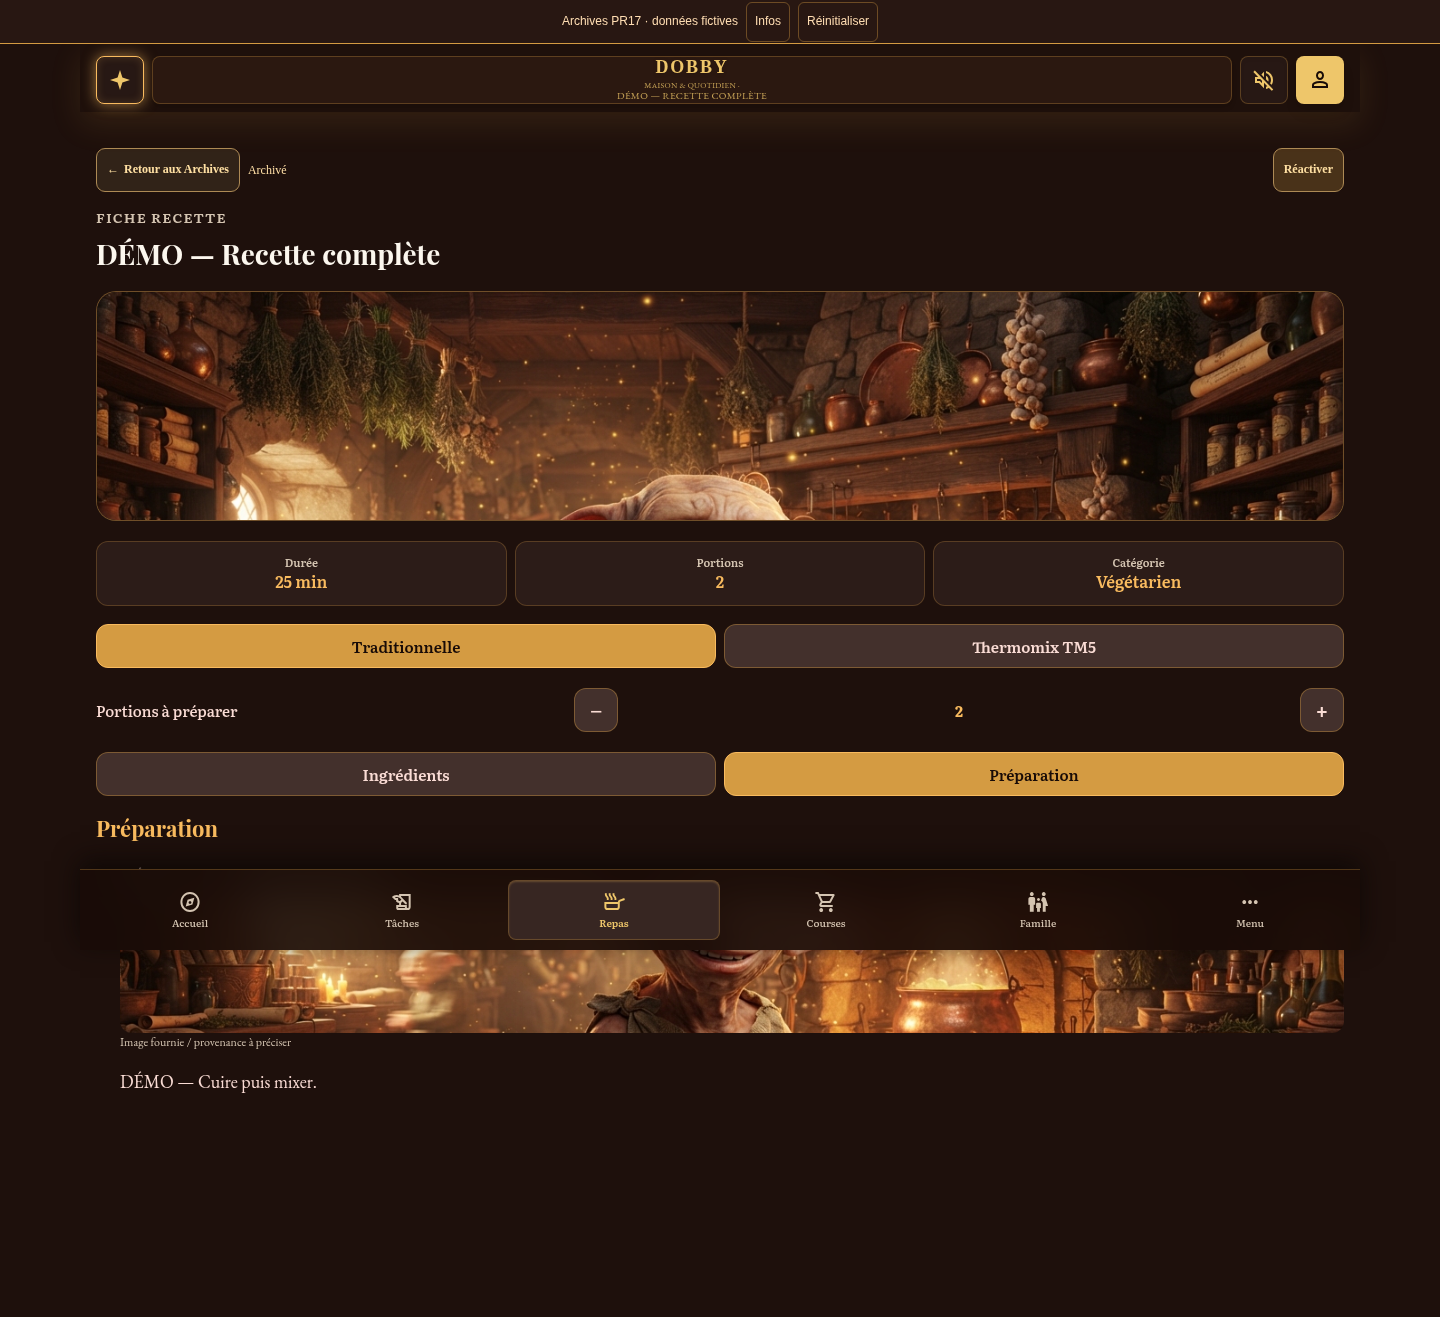 Archives PR17 · données fictives Infos Réinitialiser
DOBBY
MAISON & QUOTIDIEN ·
DÉMO — RECETTE COMPLÈTE
← Retour aux Archives Archivé Réactiver
FICHE RECETTE
DÉMO — Recette complète
Durée Portions Catégorie
25 min 2 Végétarien
Traditionnelle Thermomix TM5
Portions à préparer − 2 +
Ingrédients Préparation
Préparation
Accueil Tâches Repas Courses Famille Menu
Image fournie / provenance à préciser
DÉMO — Cuire puis mixer.